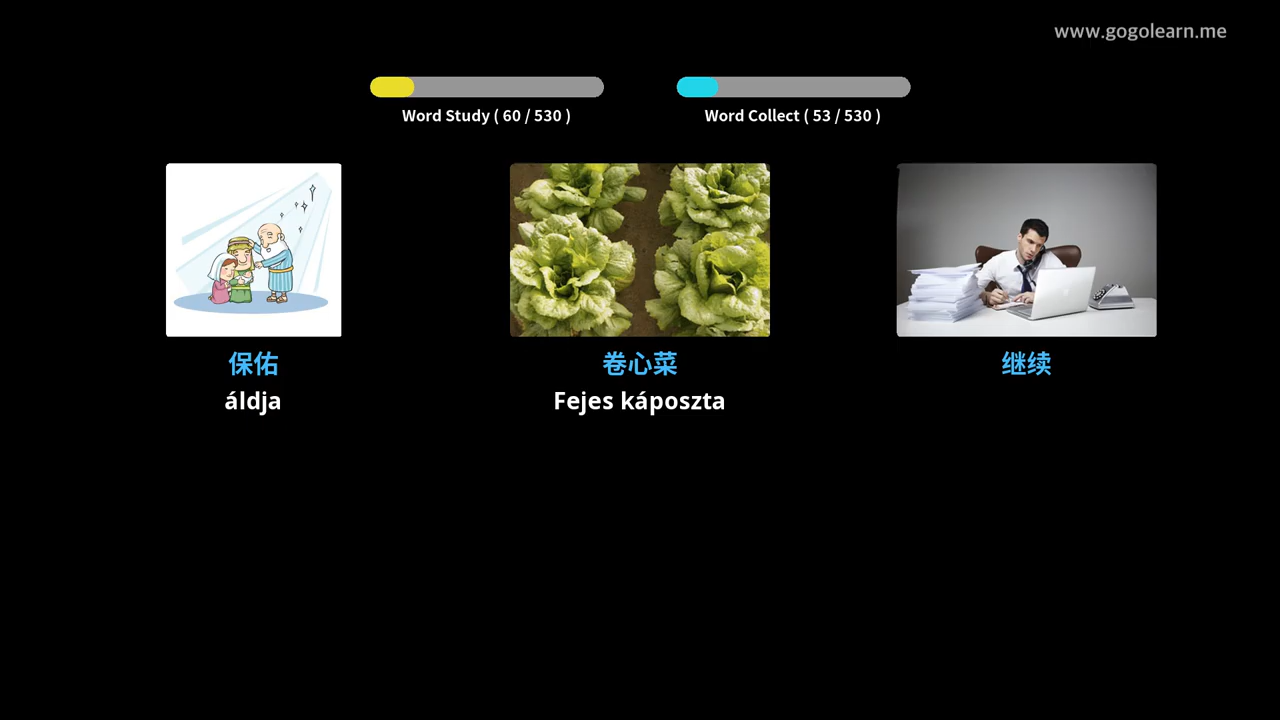 www.gogolearn.me
Word Study ( 60 / 530 )
Word Collect ( 53 / 530 )
保佑
áldja
卷心菜
Fejes káposzta
继续